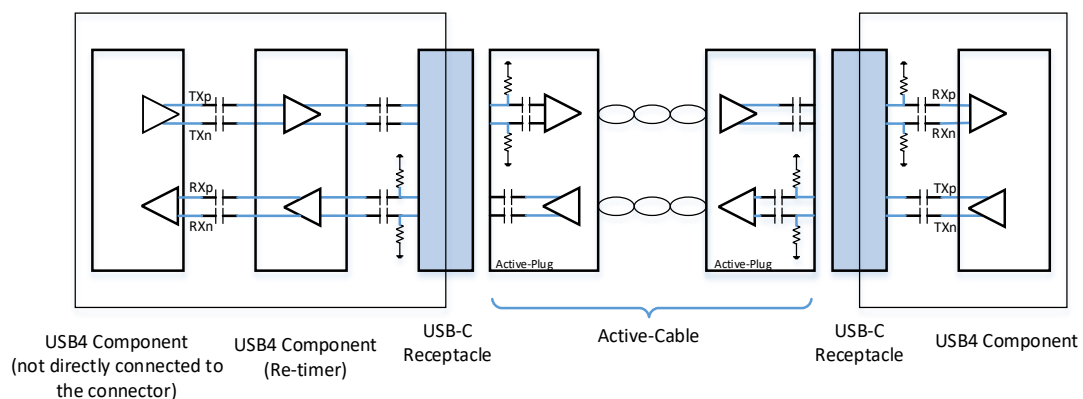 TXp
TXn
RXp
RXn
RXp
RXn
TXp
TXn
Active-Plug
Active-Plug
USB4 Component
(not directly connected to
the connector)
USB4 Component
(Re-timer)
USB-C
Receptacle
Active-Cable
USB-C
Receptacle
USB4 Component